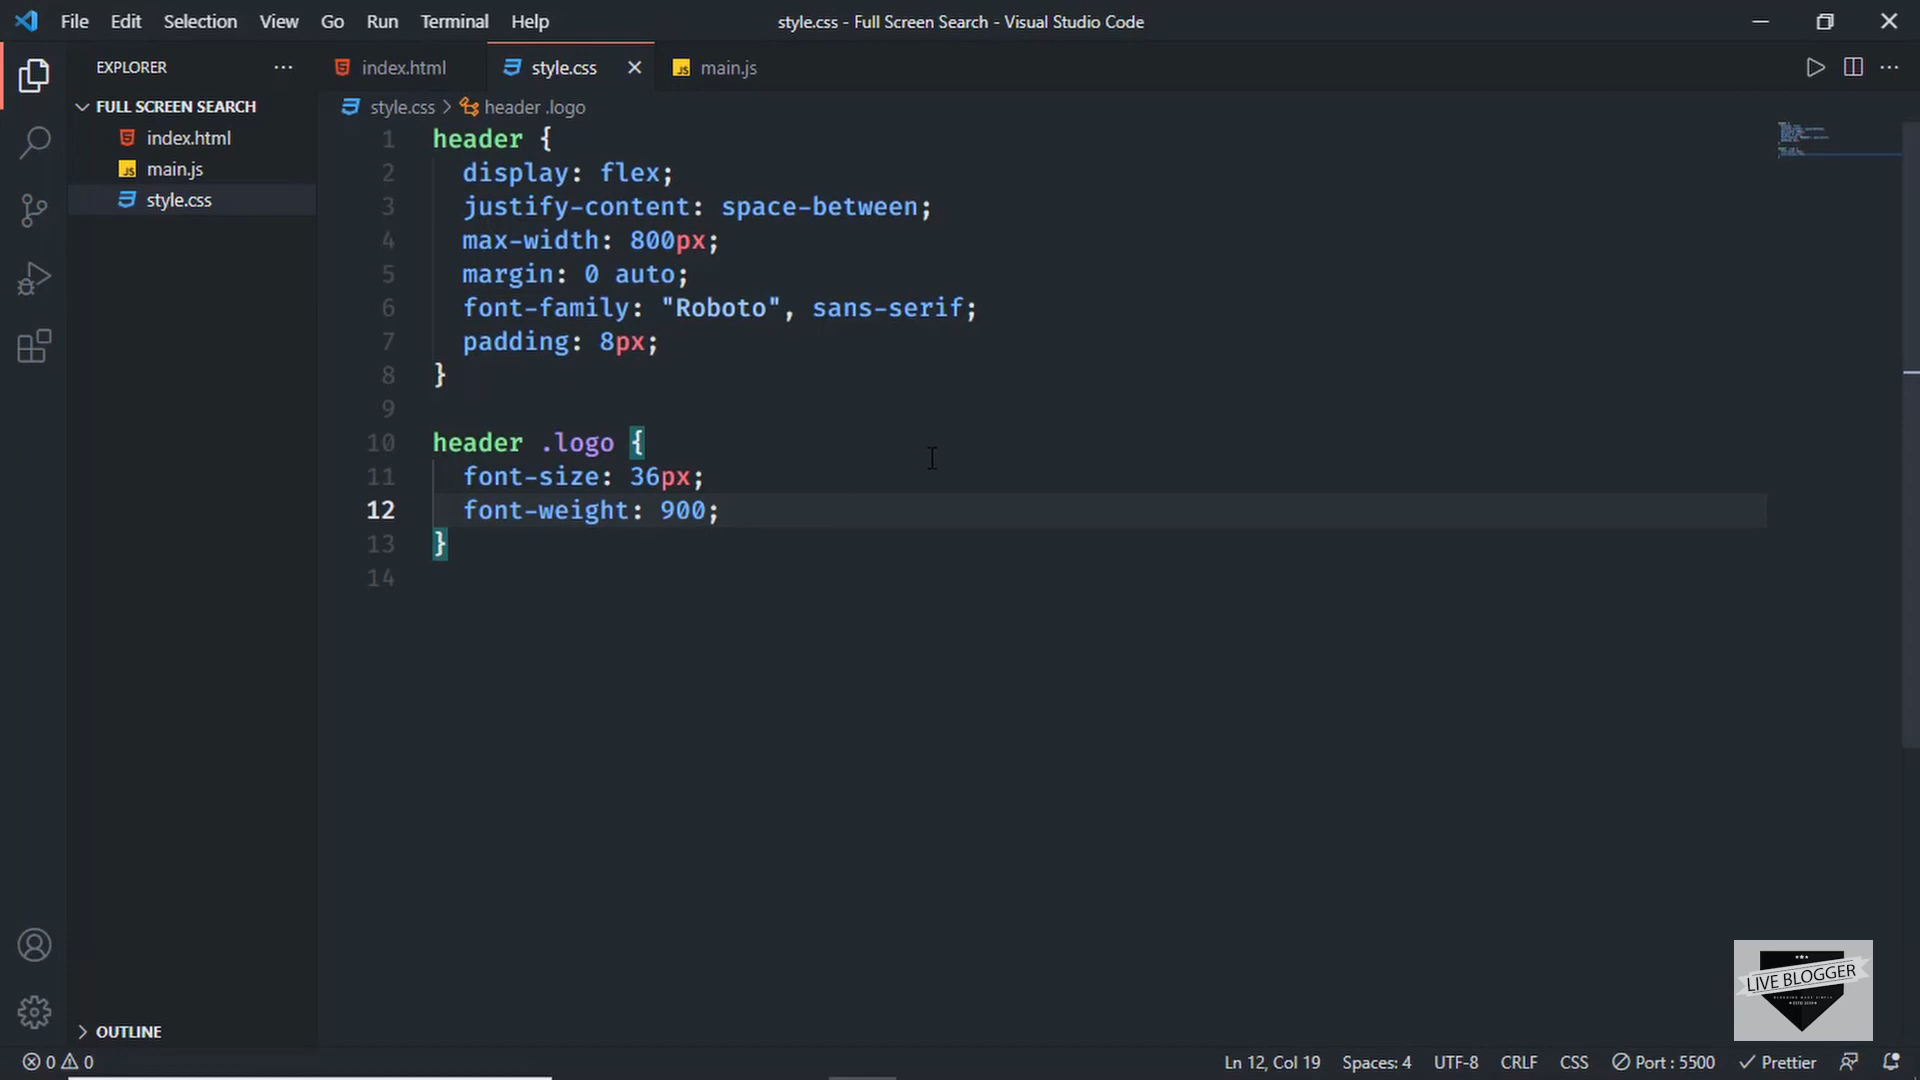 File Edit Selection View Go Run Terminal Help
style.css - Full Screen Search - Visual Studio Code
EXPLORER
index.html
style.css
main.js
FULL SCREEN SEARCH
index.html
main.js
style.css
OUTLINE
style.css > header .logo
1 header {
2 display: flex;
3 justify-content: space-between;
4 max-width: 800px;
5 margin: 0 auto;
6 font-family: "Roboto", sans-serif;
7 padding: 8px;
8 }
9
10 header .logo {
11 font-size: 36px;
12 font-weight: 900;
13 }
14
LIVE BLOGGER
0 0
Ln 12, Col 19 Spaces: 4 UTF-8 CRLF CSS Port : 5500 Prettier